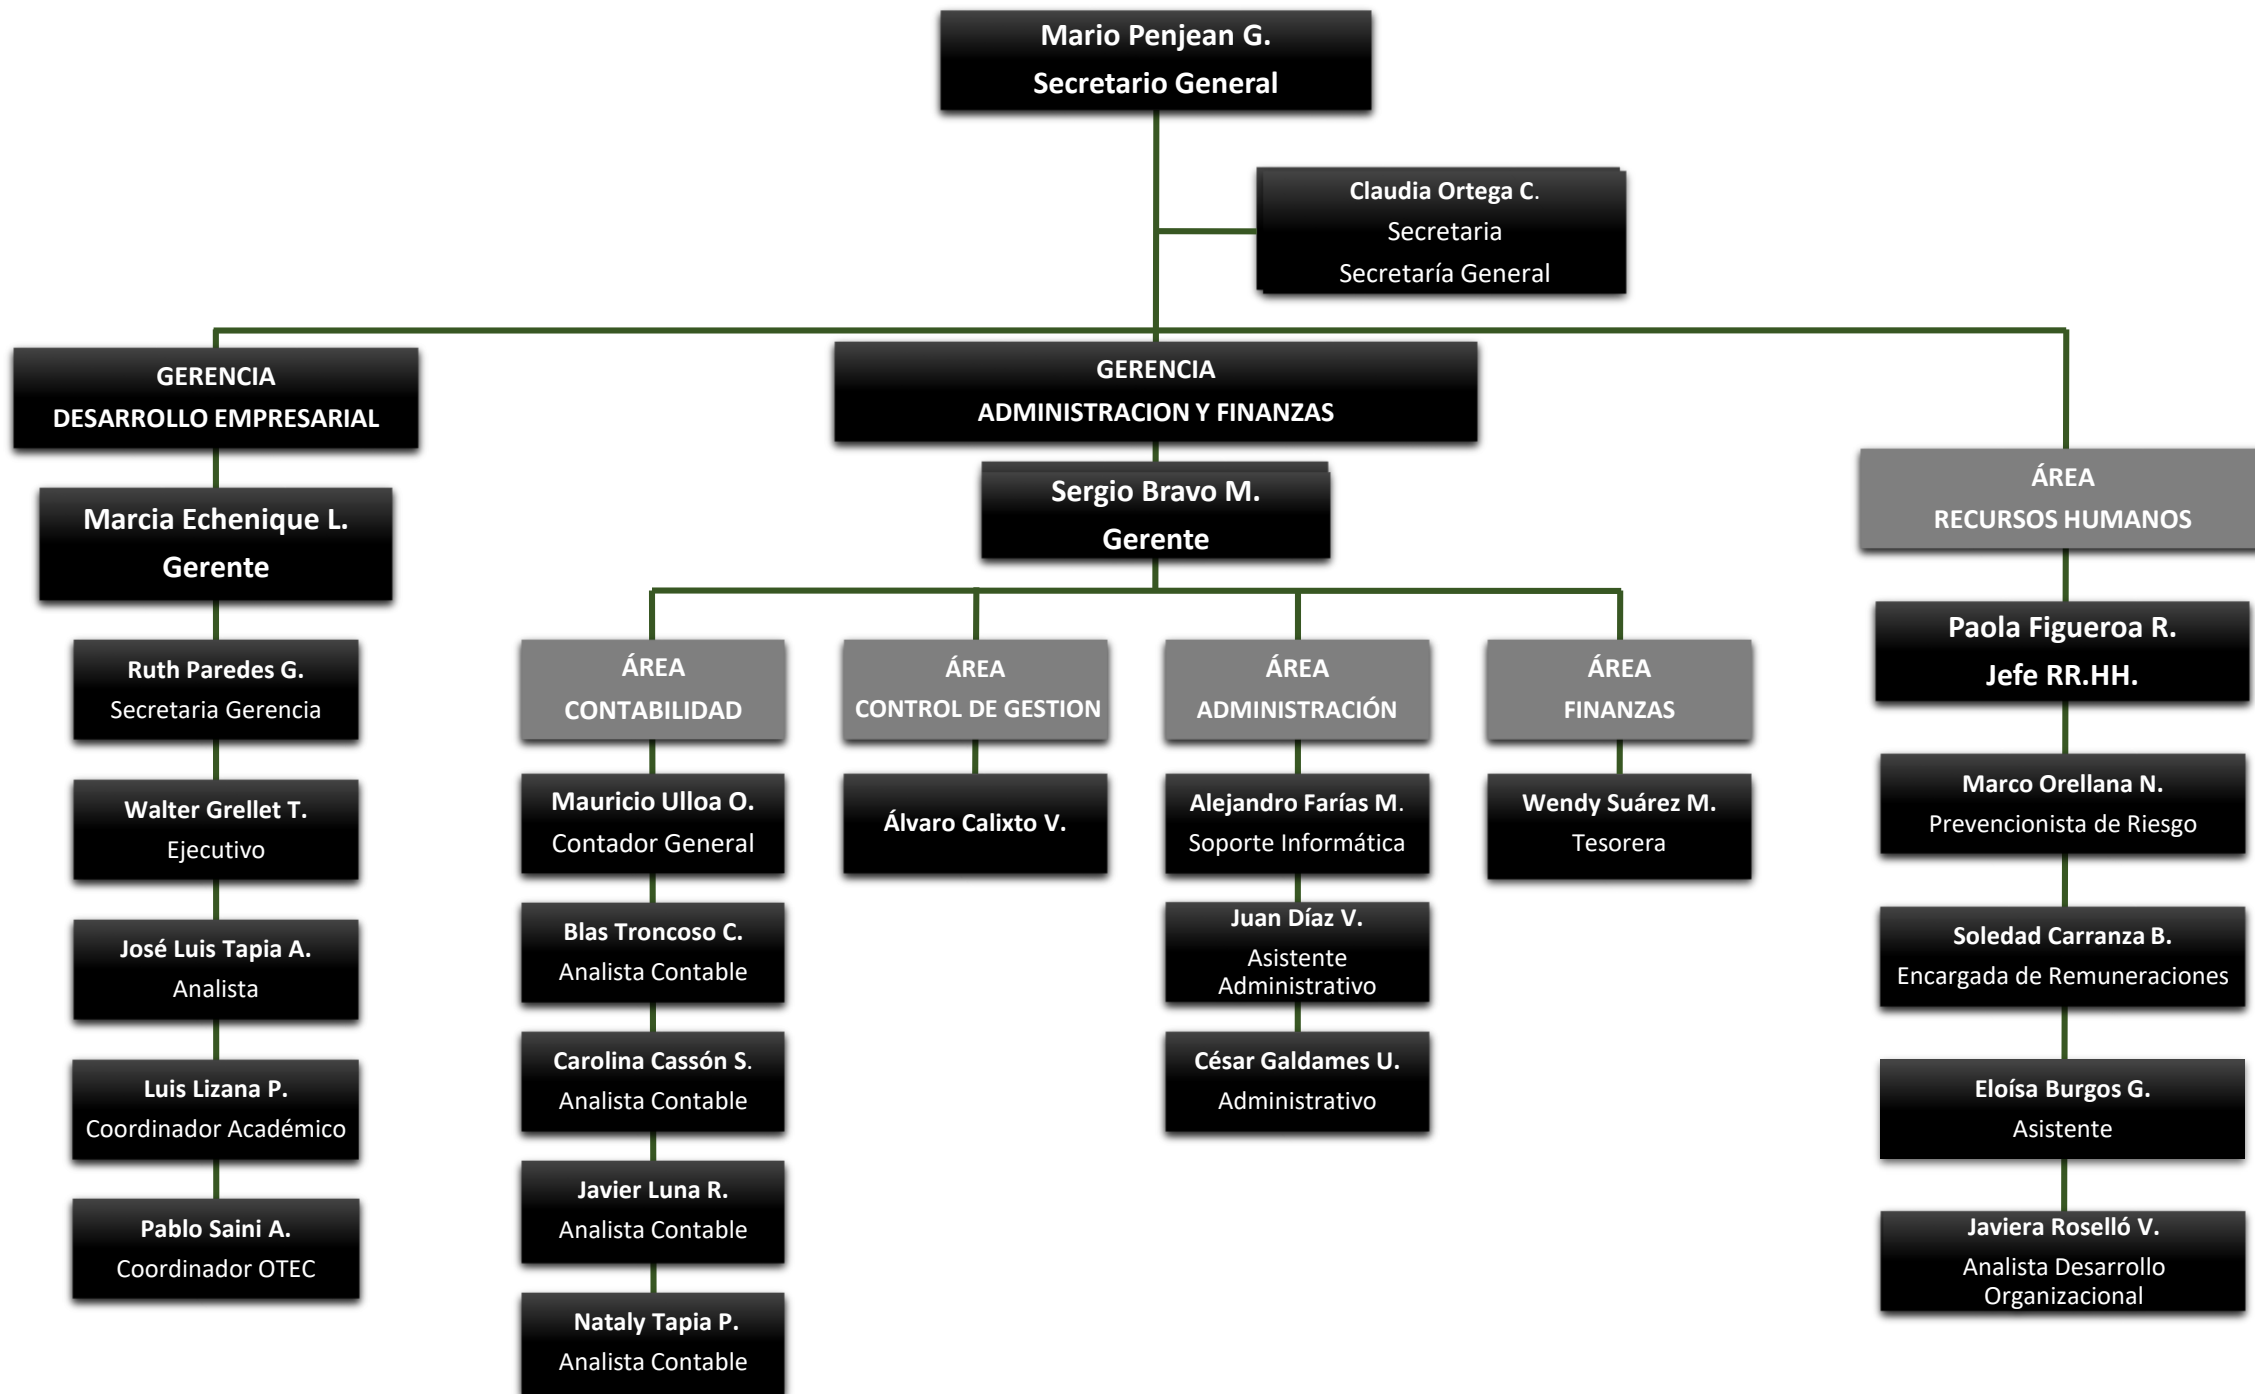 Mario Penjean G.
Secretario General
Claudia Ortega C.
Secretaria
Secretaría General
GERENCIA
DESARROLLO EMPRESARIAL
Marcia Echenique L.
Gerente
Ruth Paredes G.
Secretaria Gerencia
Walter Grellet T.
Ejecutivo
José Luis Tapia A.
Analista
Luis Lizana P.
Coordinador Académico
Pablo Saini A.
Coordinador OTEC
GERENCIA
ADMINISTRACION Y FINANZAS
Sergio Bravo M.
Gerente
ÁREA
CONTABILIDAD
Mauricio Ulloa O.
Contador General
Blas Troncoso C.
Analista Contable
Carolina Cassón S.
Analista Contable
Javier Luna R.
Analista Contable
Nataly Tapia P.
Analista Contable
ÁREA
CONTROL DE GESTION
Álvaro Calixto V.
ÁREA
ADMINISTRACIÓN
Alejandro Farías M.
Soporte Informática
Juan Díaz V.
Asistente
Administrativo
César Galdames U.
Administrativo
ÁREA
FINANZAS
Wendy Suárez M.
Tesorera
ÁREA
RECURSOS HUMANOS
Paola Figueroa R.
Jefe RR.HH.
Marco Orellana N.
Prevencionista de Riesgo
Soledad Carranza B.
Encargada de Remuneraciones
Eloísa Burgos G.
Asistente
Javiera Roselló V.
Analista Desarrollo
Organizacional